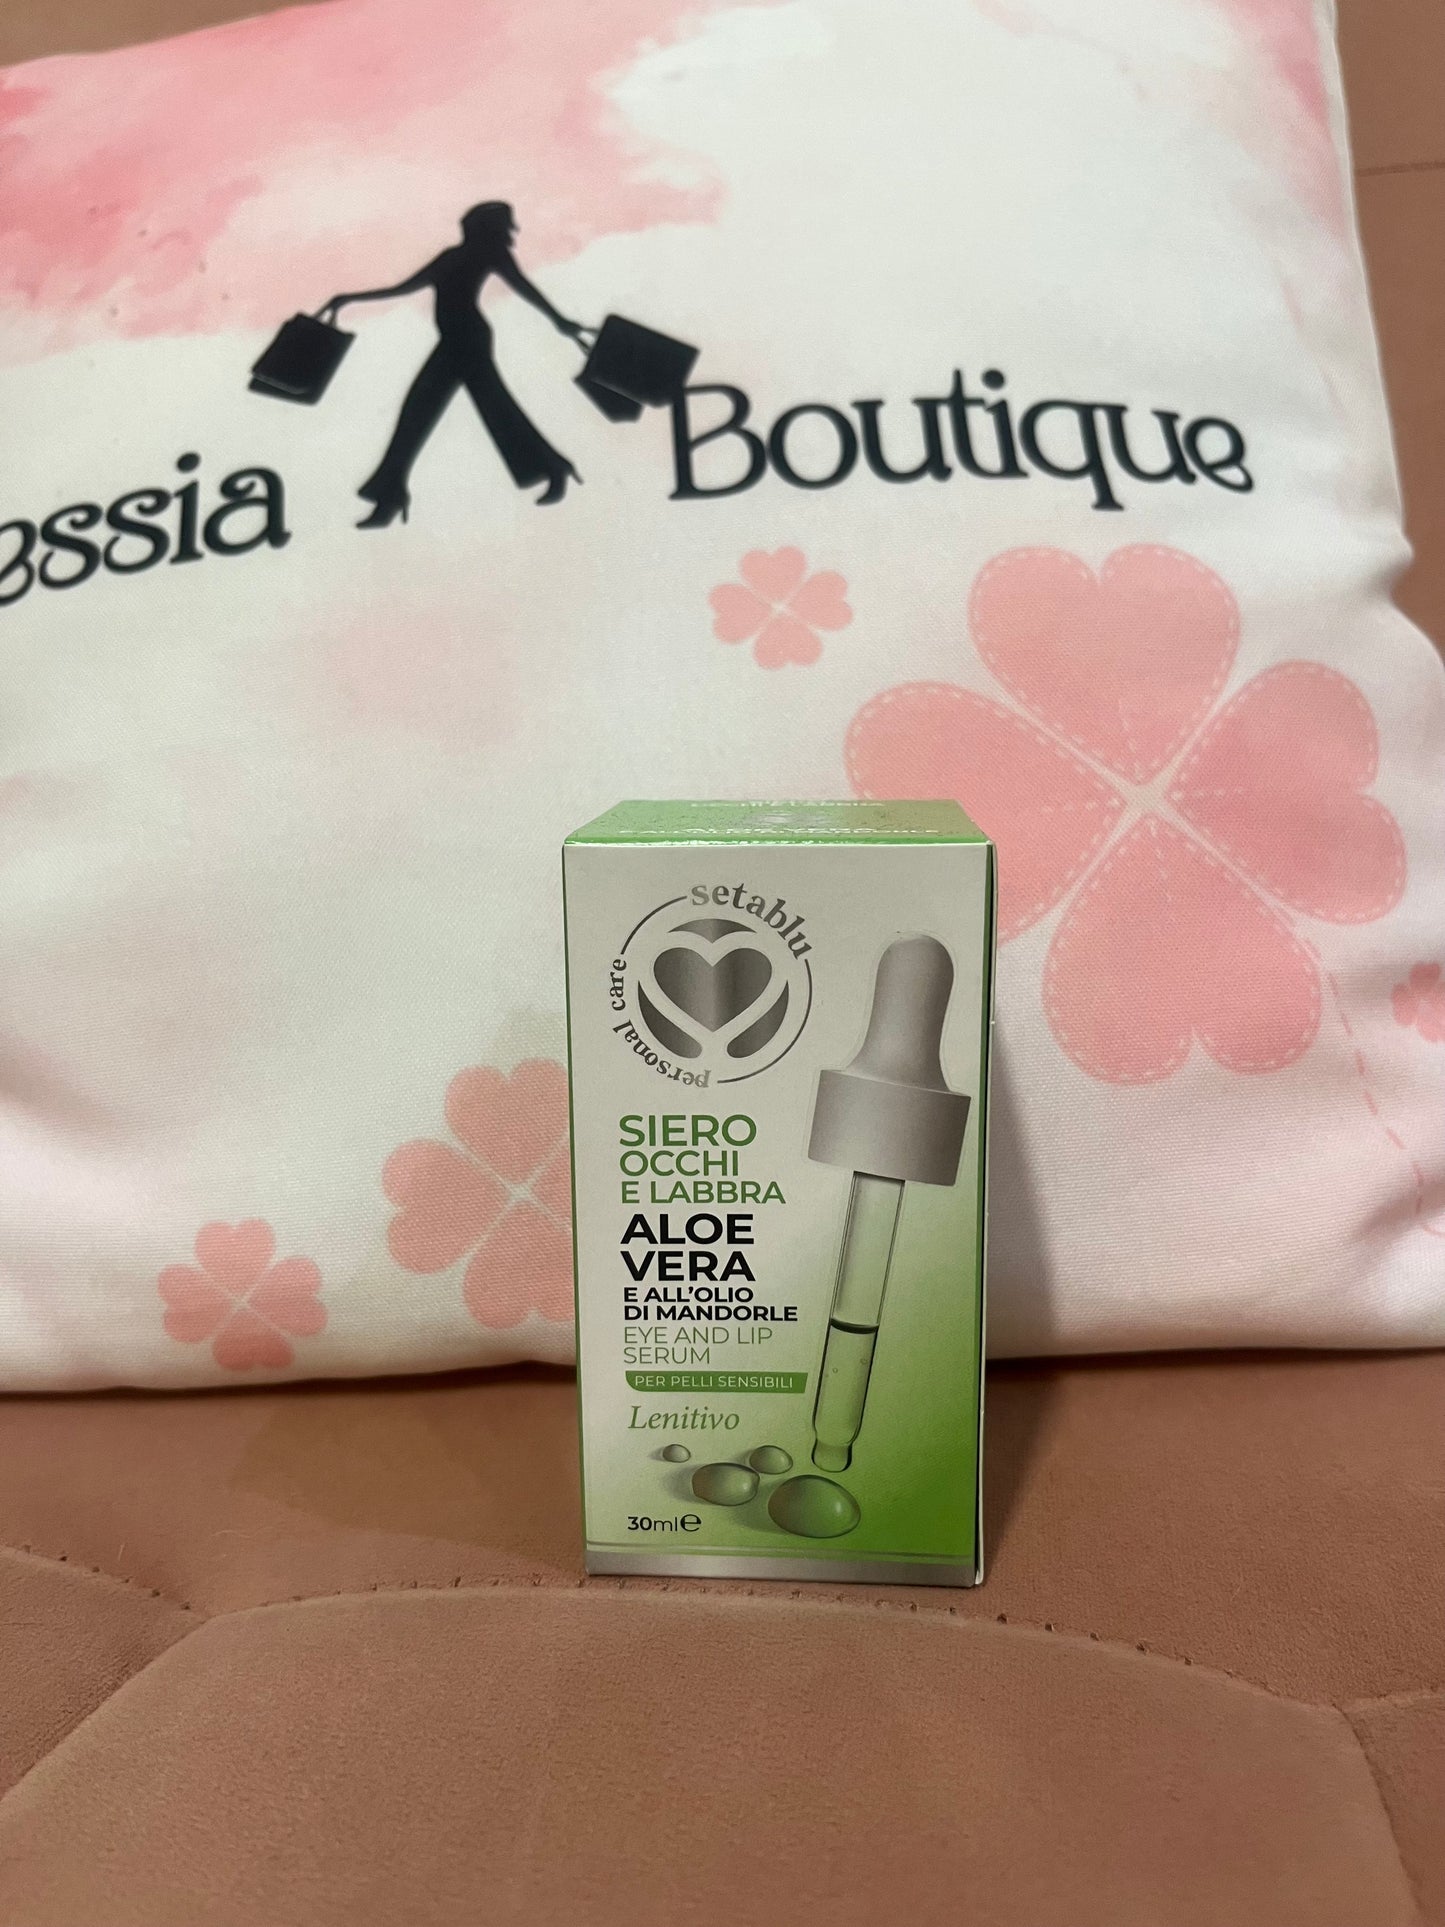 essia Boutique
setablu
personal care
SIERO
OCCHI
E LABBRA
ALOE
VERA
E ALL'OLIO
DI MANDORLE
EYE AND LIP
SERUM
PER PELLI SENSIBILI
Lenitivo
30ml℮